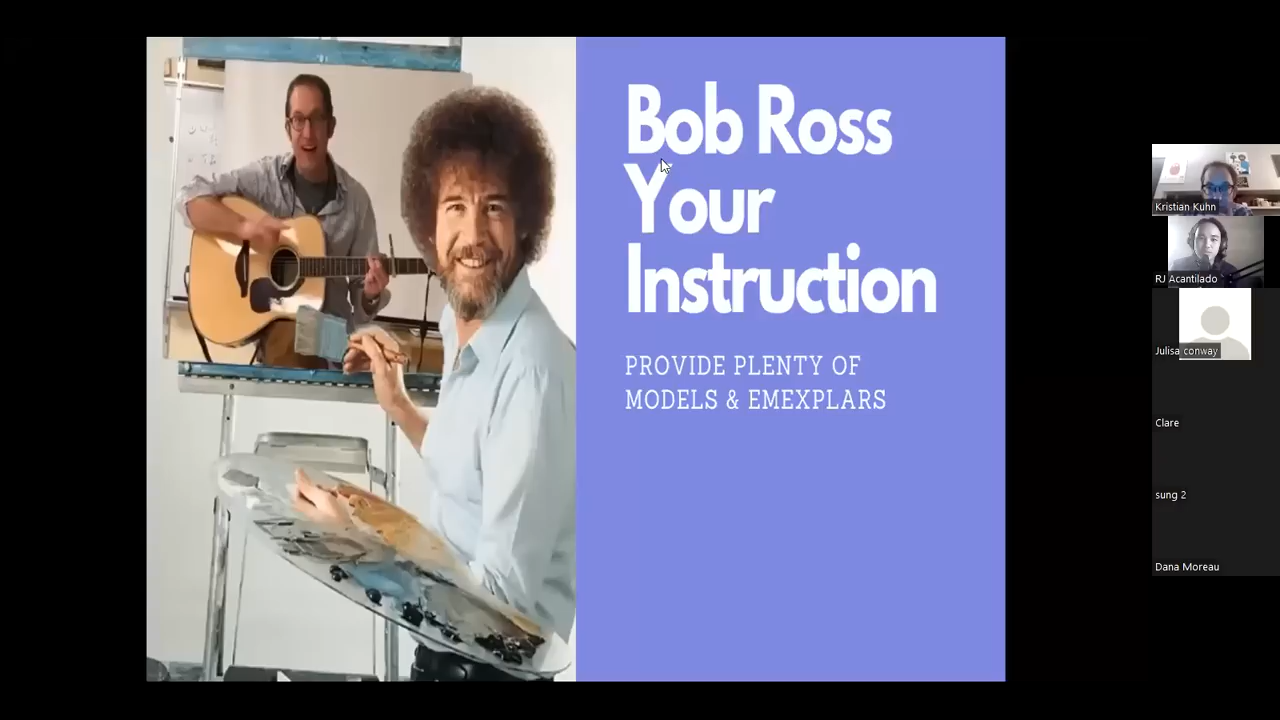 Bob Ross
Your
Instruction
PROVIDE PLENTY OF
MODELS & EMEXPLARS
Kristian Kuhn
RJ Acantilado
Julisa conway
Clare
sung 2
Dana Moreau